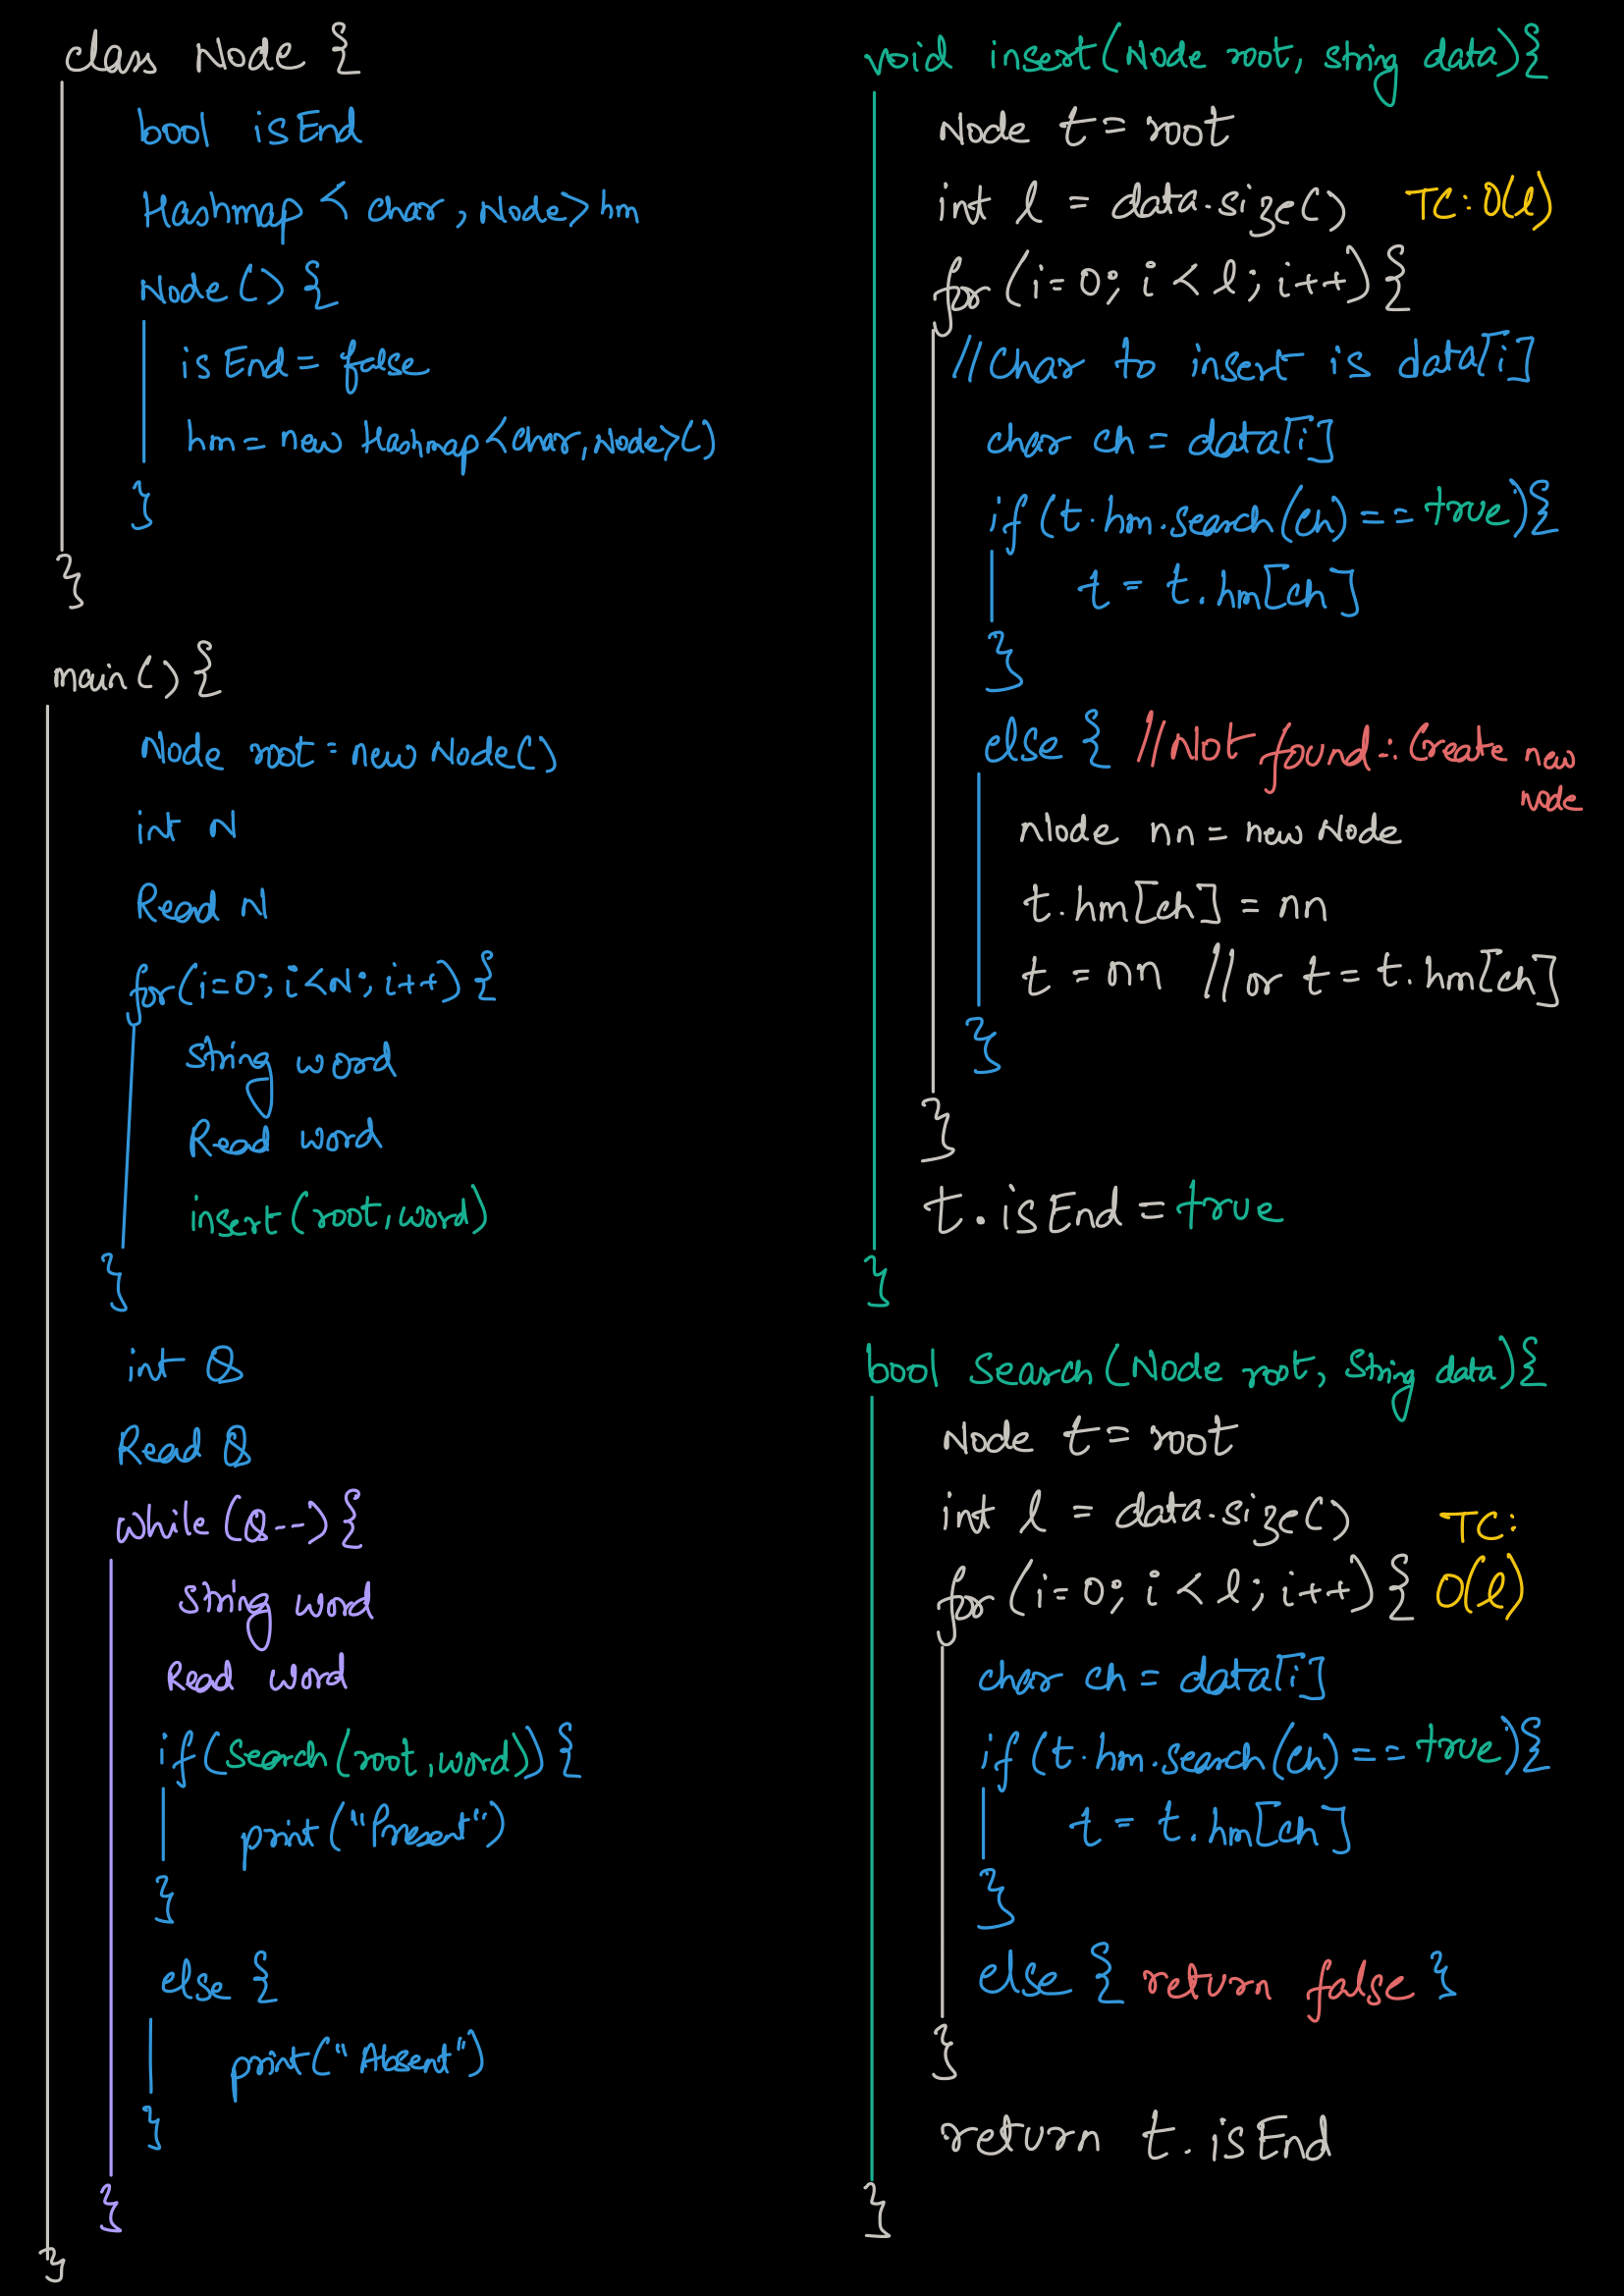 class Node {
bool isEnd
Hashmap < char, Node> hm
Node () {
isEnd = false
hm = new Hashmap<char, Node>()
}
}
main () {
Node root = new Node()
int N
Read N
for(i=0; i<N; i++) {
String word
Read word
insert(root, word)
}
int Q
Read Q
while (Q--) {
String word
Read word
if(search(root, word)) {
print("Present")
}
else {
print("Absent")
}
}
}
void insert(Node root, string data){
Node t = root
int l = data.size() TC: O(l)
for (i=0; i<l; i++) {
//Char to insert is data[i]
char ch = data[i]
if (t.hm.search(ch) == true){
t = t.hm[ch]
}
else { //Not found ∴ Create new
node
Node nn = new Node
t.hm[ch] = nn
t = nn //or t = t.hm[ch]
}
}
t.isEnd = true
}
bool Search(Node root, String data){
Node t = root
int l = data.size() TC:
for (i=0; i<l; i++) { O(l)
char ch = data[i]
if (t.hm.search(ch) == true){
t = t.hm[ch]
}
else { return false }
}
return t.isEnd
}